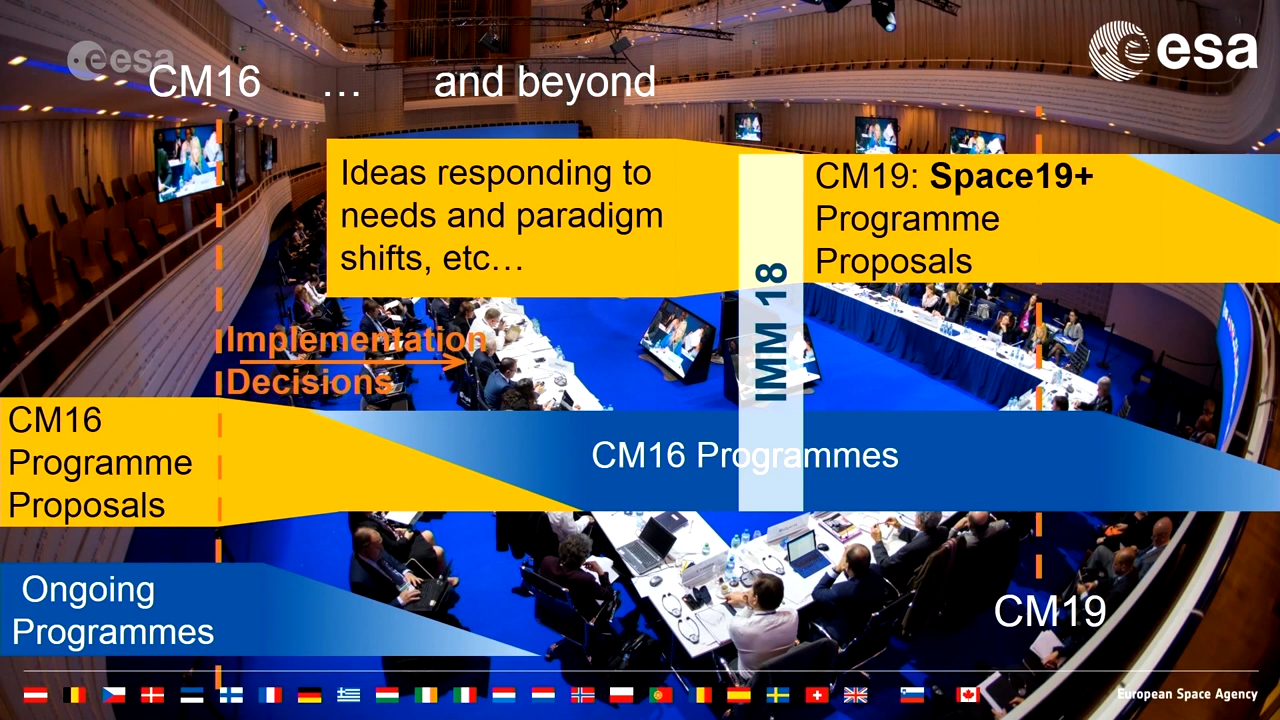 esa
esa
CM16 … and beyond
Ideas responding to
needs and paradigm
shifts, etc…
CM19: Space19+
Programme
Proposals
IMM 18
Implementation
Decisions
CM16
Programme
Proposals
CM16 Programmes
Ongoing
Programmes
CM19
European Space Agency